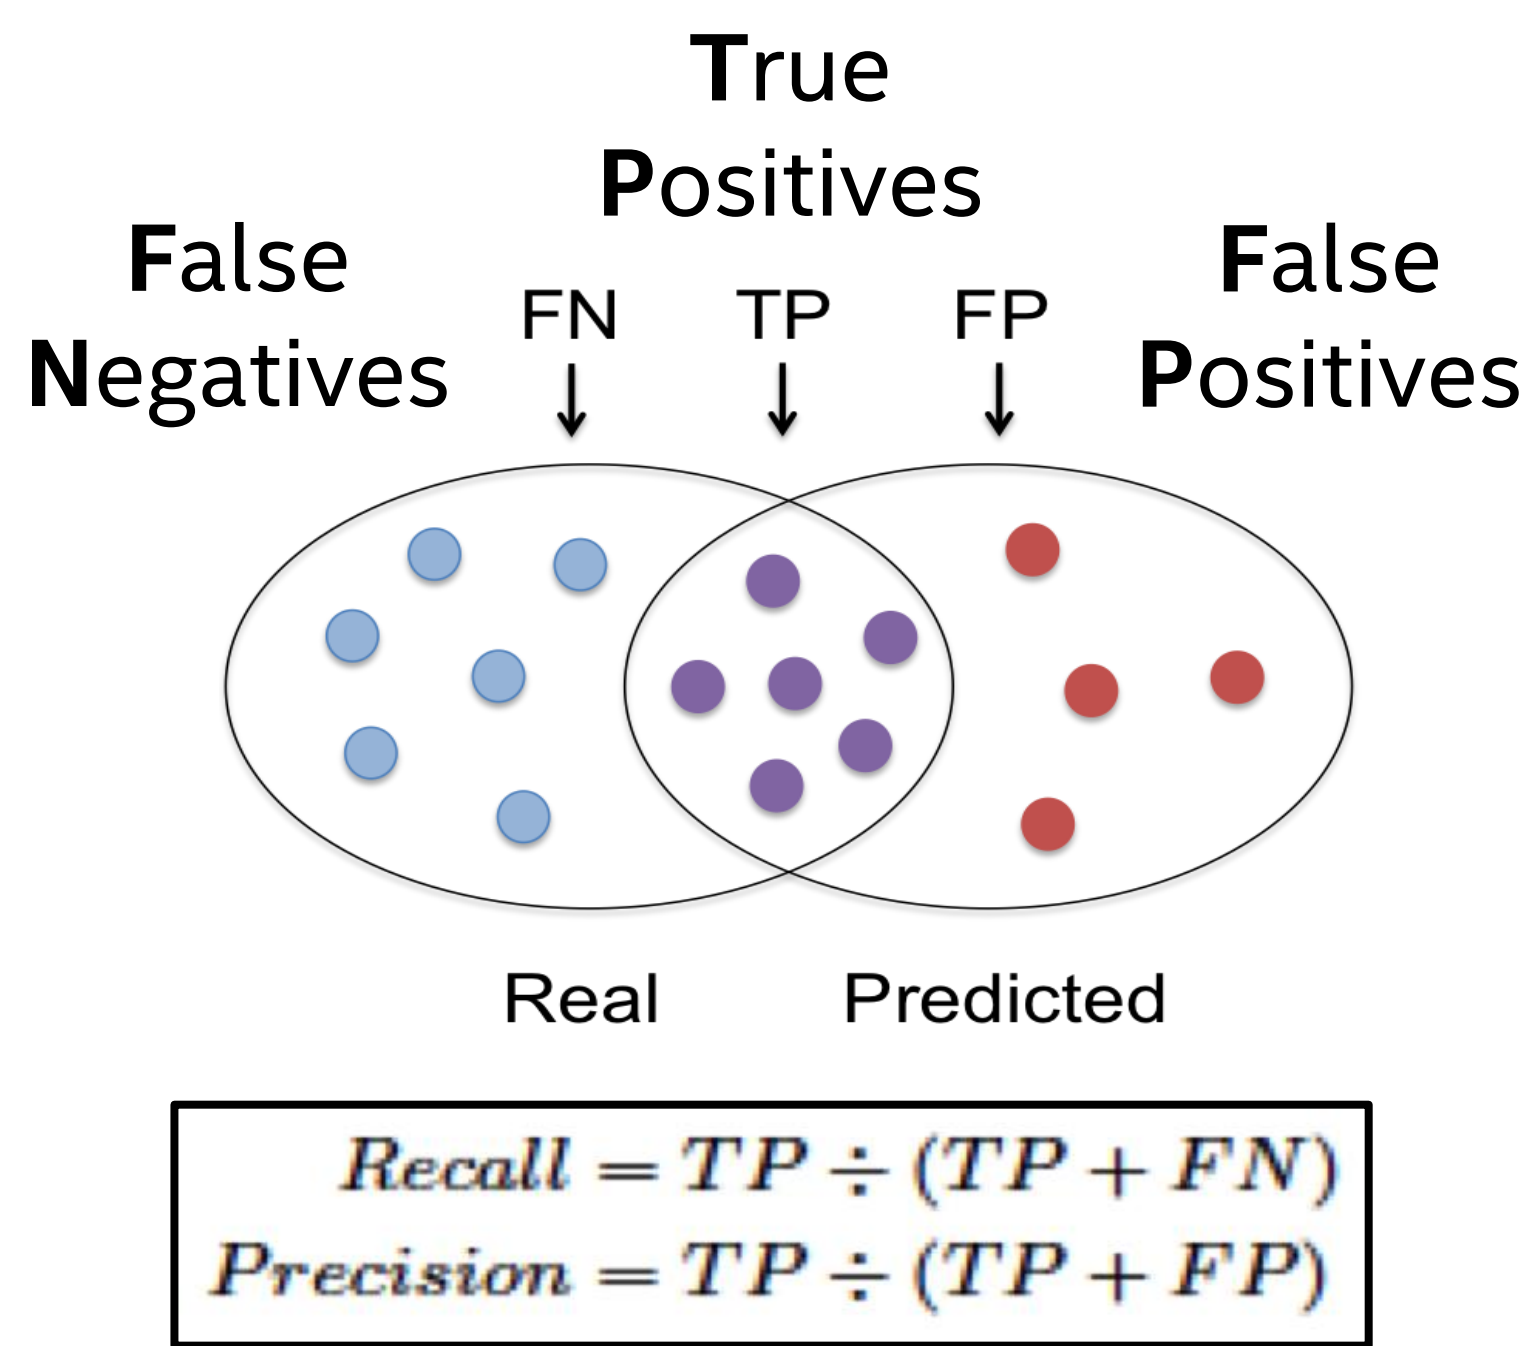 True
Positives
False
Negatives
False
Positives
FN TP FP
Real Predicted
Recall = TP ÷ (TP + FN)
Precision = TP ÷ (TP + FP)